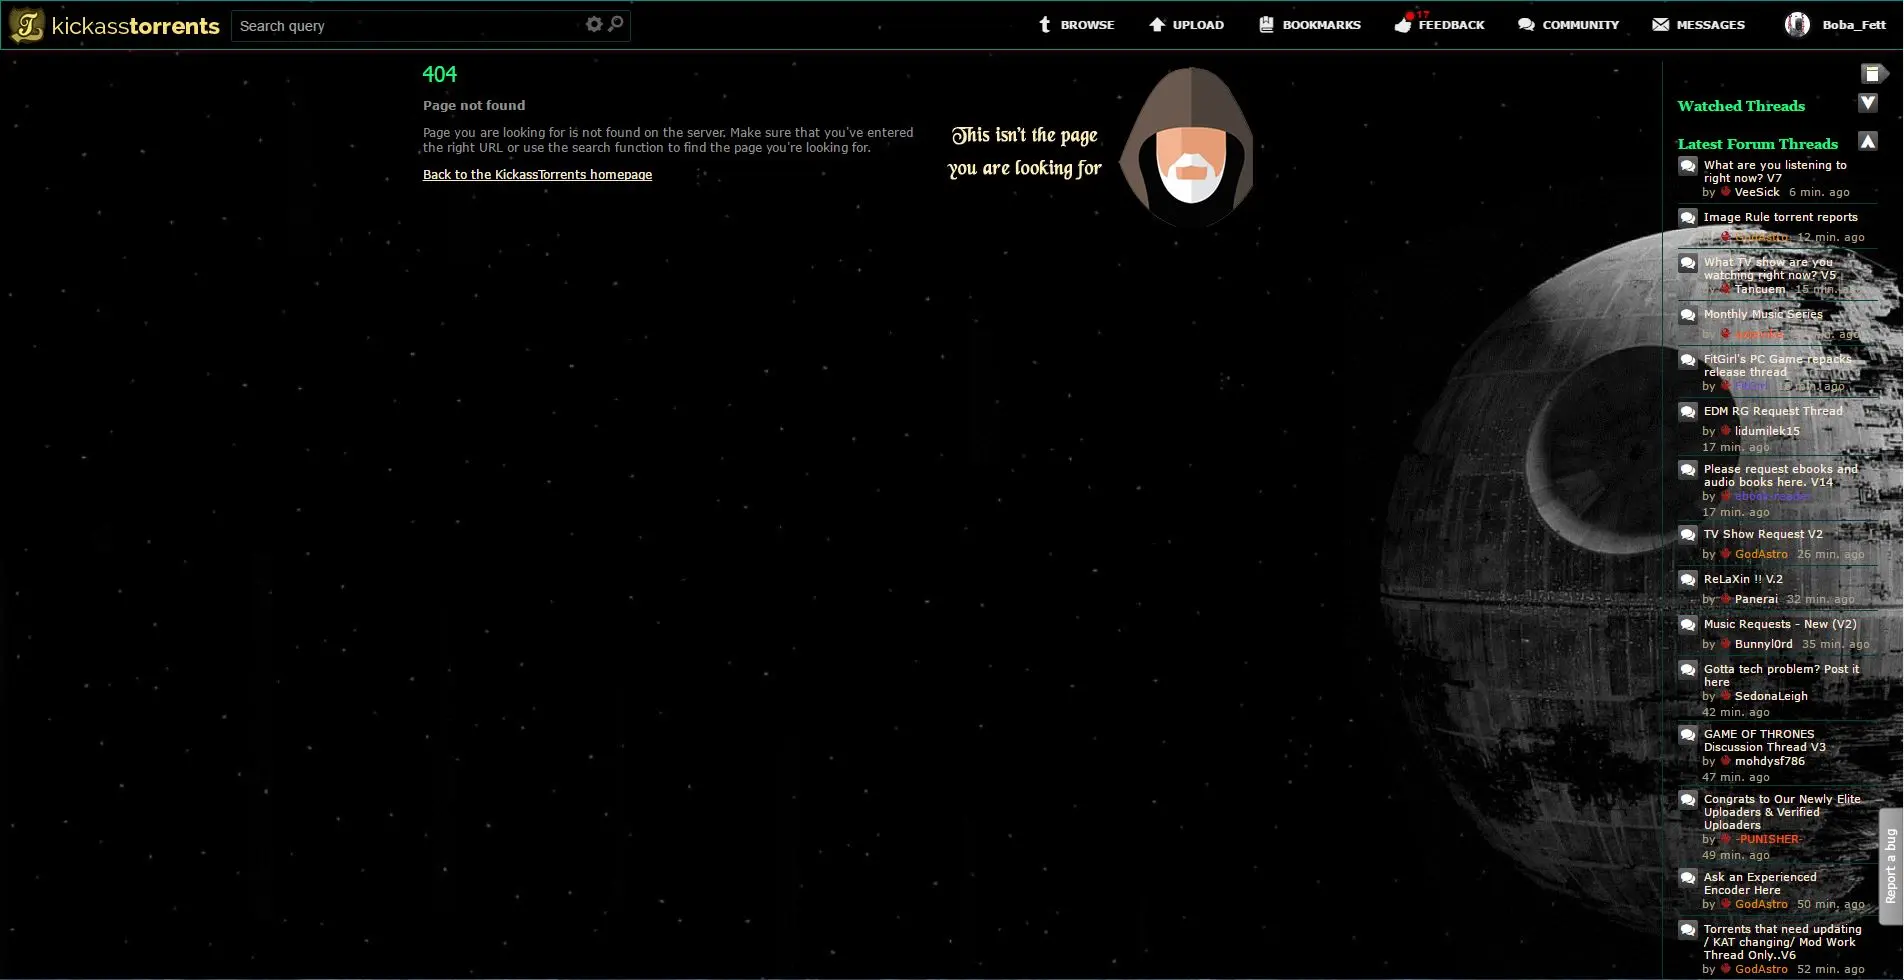 kickasstorrents
Search query
BROWSE
UPLOAD
BOOKMARKS
17
FEEDBACK
COMMUNITY
MESSAGES
Boba_Fett
404
Page not found
Page you are looking for is not found on the server. Make sure that you've entered
the right URL or use the search function to find the page you're looking for.
Back to the KickassTorrents homepage
This isn't the page
you are looking for
Watched Threads
Latest Forum Threads
What are you listening to
right now? V7
by VeeSick 6 min. ago
Image Rule torrent reports
by GodAstro 12 min. ago
What TV show are you
watching right now? V5
by Tancuem 15 min. ago
Monthly Music Series
by min. ago
FitGirl's PC Game repacks
release thread
by FitGirl min. ago
EDM RG Request Thread
by lidumilek15
17 min. ago
Please request ebooks and
audio books here. V14
by ebook-reader
17 min. ago
TV Show Request V2
by GodAstro 26 min. ago
ReLaXin !! V.2
by Panerai 32 min. ago
Music Requests - New (V2)
by Bunnyl0rd 35 min. ago
Gotta tech problem? Post it
here
by SedonaLeigh
42 min. ago
GAME OF THRONES
Discussion Thread V3
by mohdysf786
47 min. ago
Congrats to Our Newly Elite
Uploaders & Verified
Uploaders
by -PUNISHER-
49 min. ago
Ask an Experienced
Encoder Here
by GodAstro 50 min. ago
Torrents that need updating
/ KAT changing/ Mod Work
Thread Only..V6
by GodAstro 52 min. ago
Report a bug